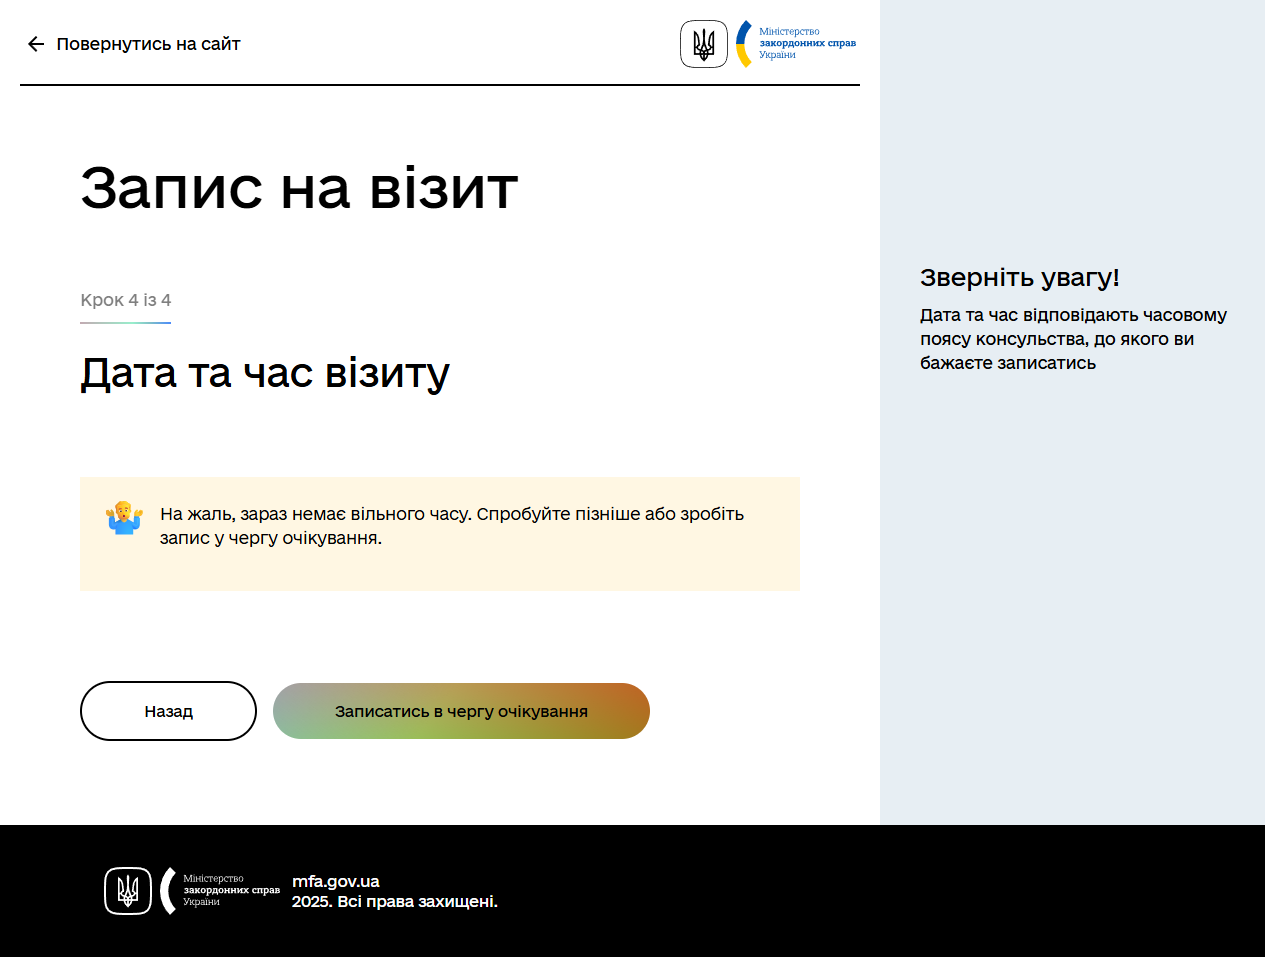 Повернутись на сайт
Міністерство
закордонних справ
України
Запис на візит
Крок 4 із 4
Дата та час візиту
На жаль, зараз немає вільного часу. Спробуйте пізніше або зробіть
запис у чергу очікування.
Назад
Записатись в чергу очікування
Зверніть увагу!
Дата та час відповідають часовому
поясу консульства, до якого ви
бажаєте записатись
Міністерство
закордонних справ
України
mfa.gov.ua
2025. Всі права захищені.